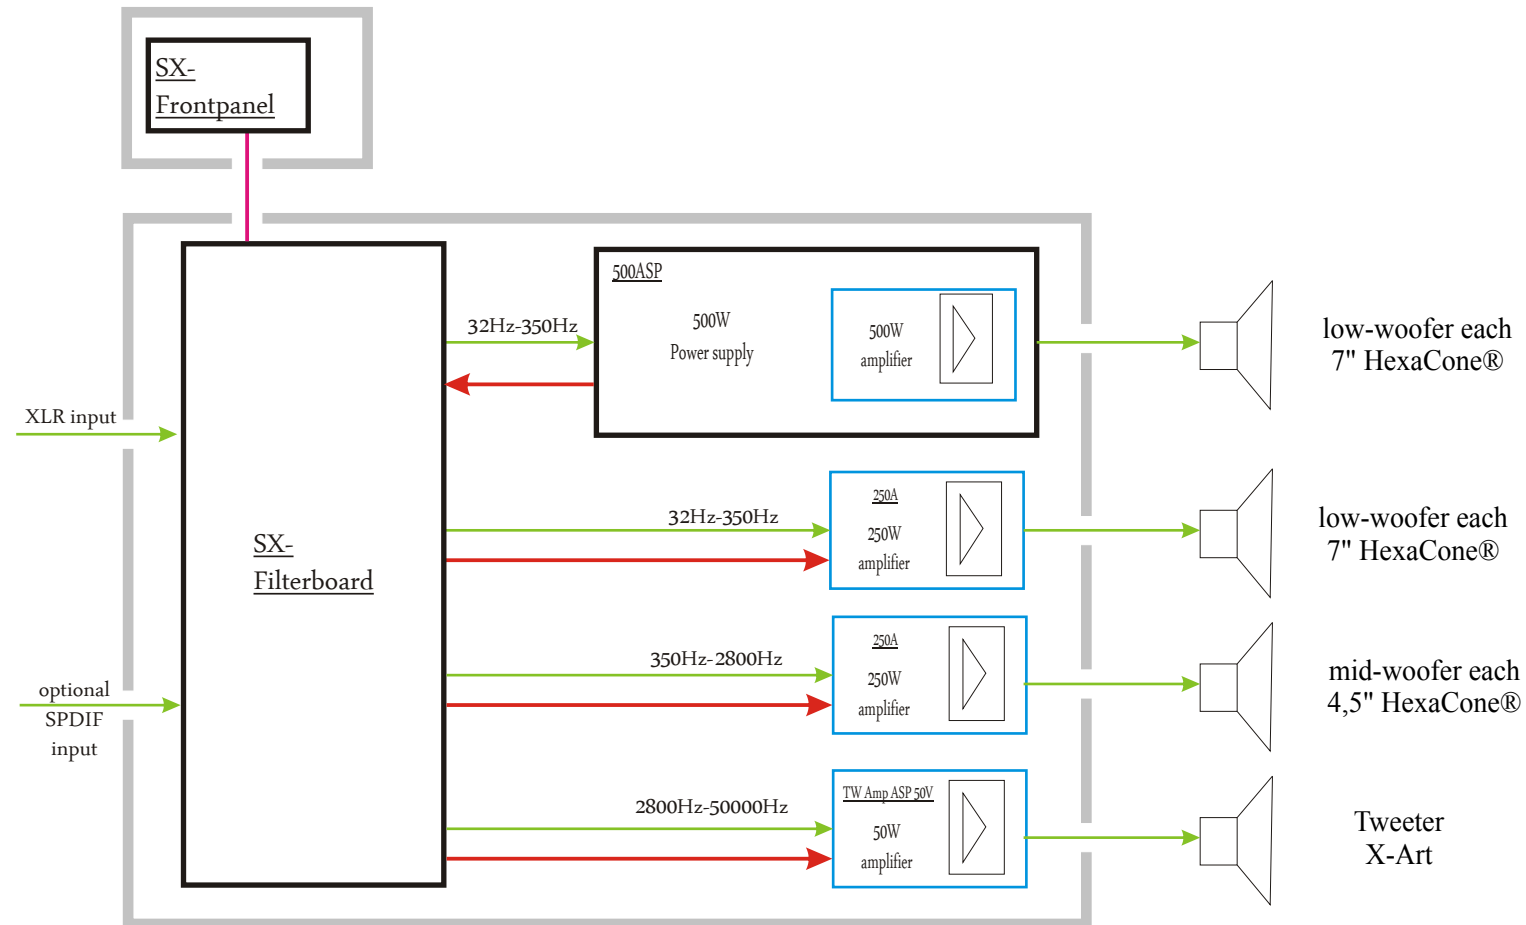 SX-
Frontpanel
500ASP
500W
Power supply
500W
amplifier
32Hz-350Hz
low-woofer each
7" HexaCone®
XLR input
SX-
Filterboard
32Hz-350Hz
250A
250W
amplifier
low-woofer each
7" HexaCone®
350Hz-2800Hz
250A
250W
amplifier
mid-woofer each
4,5" HexaCone®
optional
SPDIF
input
2800Hz-50000Hz
TW Amp ASP 50V
50W
amplifier
Tweeter
X-Art